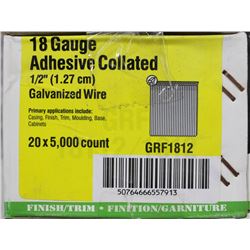 18 Gauge
Adhesive Collated
1/2" (1.27 cm)
Galvanized Wire
Primary applications include:
Casing, Finish, Trim, Moulding, Base,
Cabinets
20 x 5,000 count
GRF1812
50764666557913
FINISH/TRIM • FINITION/GARNITURE